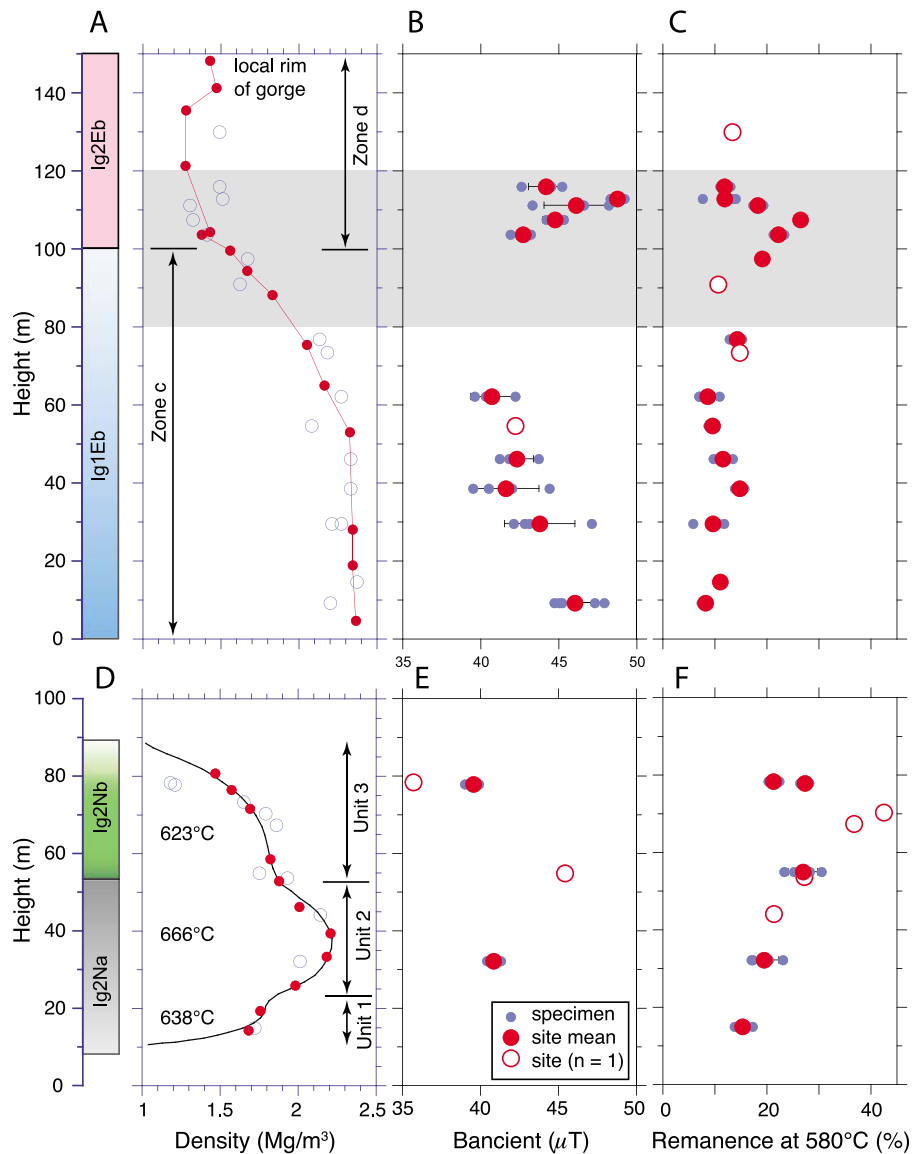 A
B
C
Ig2Eb
Ig1Eb
Height (m)
140
120
100
80
60
40
20
0
local rim
of gorge
Zone d
Zone c
35
40
45
50
D
E
F
Ig2Nb
Ig2Na
Height (m)
100
80
60
40
20
0
623°C
666°C
638°C
Unit 3
Unit 2
Unit 1
specimen
site mean
site (n = 1)
1
1.5
2
2.5
35
40
45
50
0
20
40
Density (Mg/m³)
Bancient (μT)
Remanence at 580°C (%)